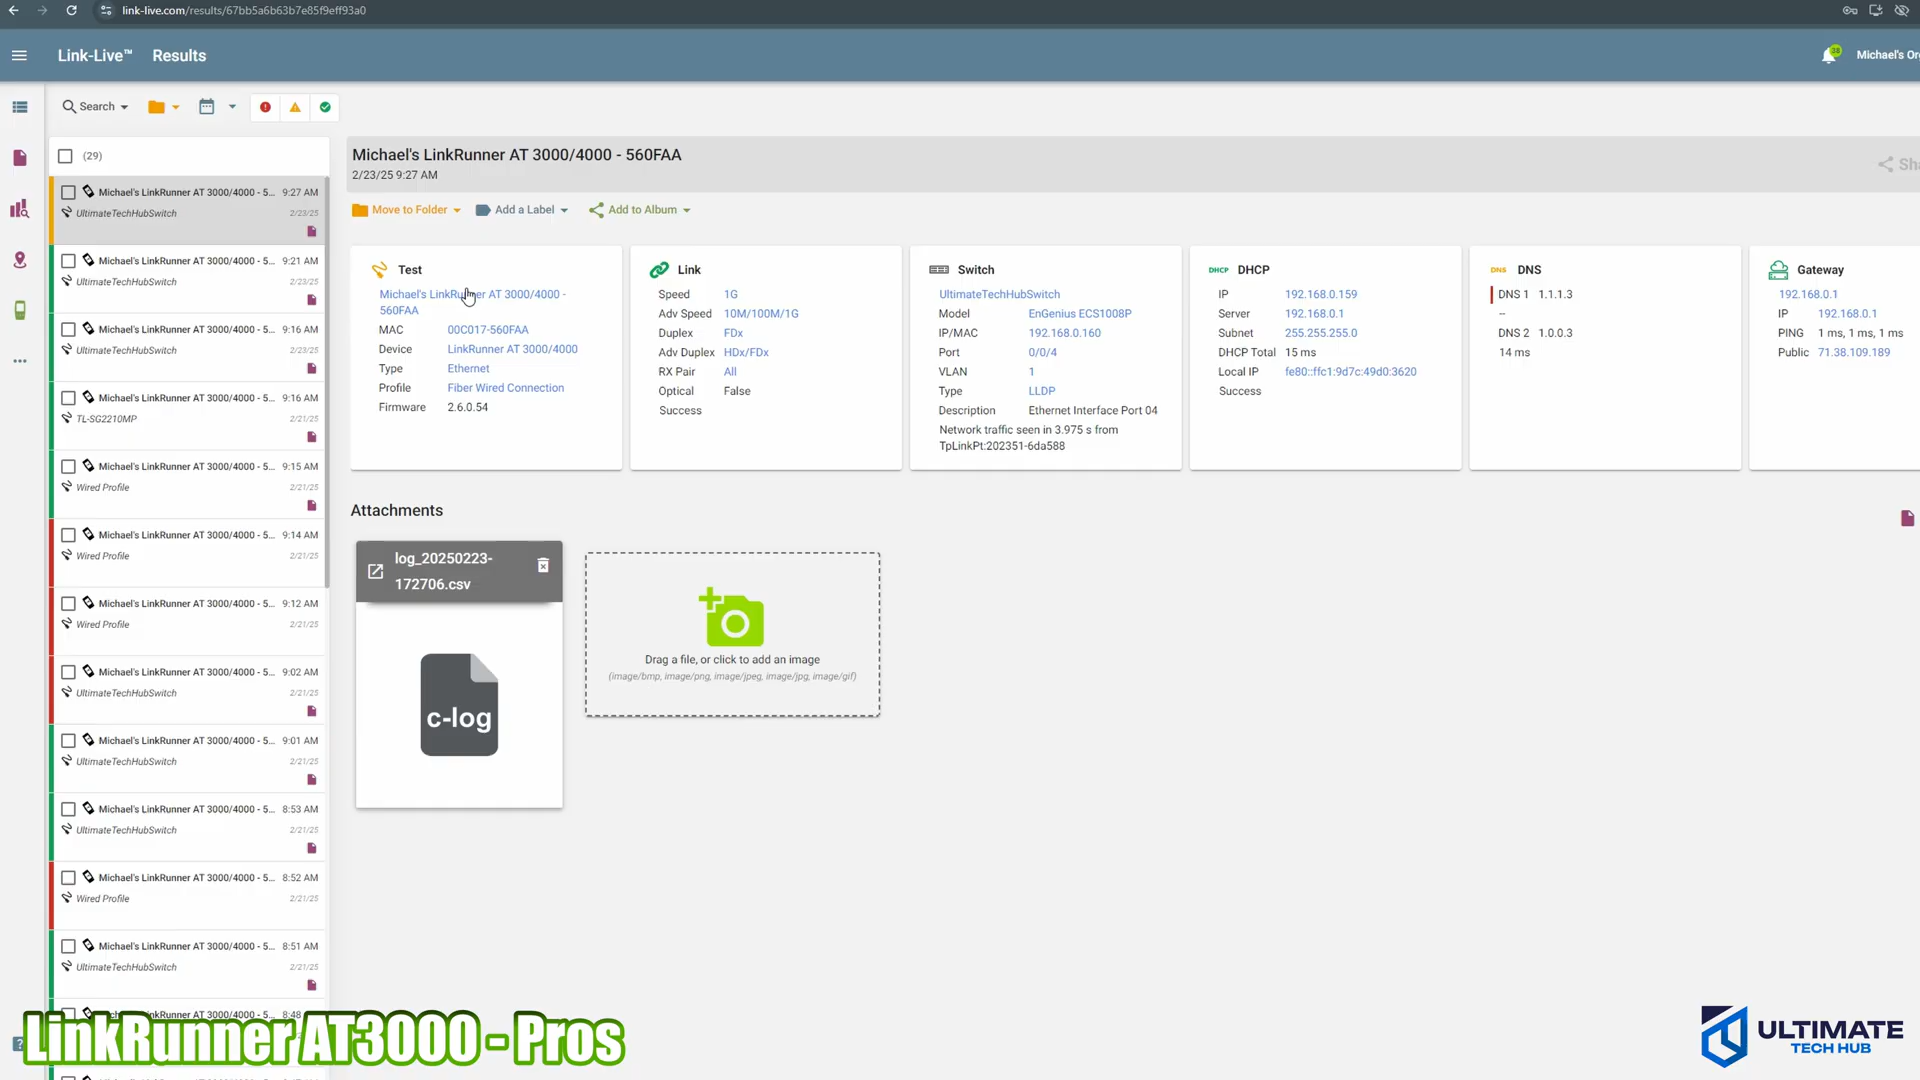 link-live.com/results/67bb5a6b63b7e85f9eff93a0
Link-Live™ Results
38
Michael's Or
Search
(29)
Michael's LinkRunner AT 3000/4000 - 5... 9:27 AM
UltimateTechHubSwitch 2/23/25
Michael's LinkRunner AT 3000/4000 - 5... 9:21 AM
UltimateTechHubSwitch 2/23/25
Michael's LinkRunner AT 3000/4000 - 5... 9:16 AM
UltimateTechHubSwitch 2/23/25
Michael's LinkRunner AT 3000/4000 - 5... 9:16 AM
TL-SG2210MP 2/21/25
Michael's LinkRunner AT 3000/4000 - 5... 9:15 AM
Wired Profile 2/21/25
Michael's LinkRunner AT 3000/4000 - 5... 9:14 AM
Wired Profile 2/21/25
Michael's LinkRunner AT 3000/4000 - 5... 9:12 AM
Wired Profile 2/21/25
Michael's LinkRunner AT 3000/4000 - 5... 9:02 AM
UltimateTechHubSwitch 2/21/25
Michael's LinkRunner AT 3000/4000 - 5... 9:01 AM
UltimateTechHubSwitch 2/21/25
Michael's LinkRunner AT 3000/4000 - 5... 8:53 AM
UltimateTechHubSwitch 2/21/25
Michael's LinkRunner AT 3000/4000 - 5... 8:52 AM
Wired Profile 2/21/25
Michael's LinkRunner AT 3000/4000 - 5... 8:51 AM
UltimateTechHubSwitch 2/21/25
LinkRunner AT 3000/4000 - 5... 8:48
Michael's LinkRunner AT 3000/4000 - 560FAA
2/23/25 9:27 AM
Sha
Move to Folder Add a Label Add to Album
Test
Michael's LinkRunner AT 3000/4000 -
560FAA
MAC 00C017-560FAA
Device LinkRunner AT 3000/4000
Type Ethernet
Profile Fiber Wired Connection
Firmware 2.6.0.54
Link
Speed 1G
Adv Speed 10M/100M/1G
Duplex FDx
Adv Duplex HDx/FDx
RX Pair All
Optical False
Success
Switch
UltimateTechHubSwitch
Model EnGenius ECS1008P
IP/MAC 192.168.0.160
Port 0/0/4
VLAN 1
Type LLDP
Description Ethernet Interface Port 04
Network traffic seen in 3.975 s from
TpLinkPt:202351-6da588
DHCP DHCP
IP 192.168.0.159
Server 192.168.0.1
Subnet 255.255.255.0
DHCP Total 15 ms
Local IP fe80::ffc1:9d7c:49d0:3620
Success
DNS DNS
DNS 1 1.1.1.3
--
DNS 2 1.0.0.3
14 ms
Gateway
192.168.0.1
IP 192.168.0.1
PING 1 ms, 1 ms, 1 ms
Public 71.38.109.189
Attachments
log_20250223-
172706.csv
c-log
Drag a file, or click to add an image
(image/bmp, image/png, image/jpeg, image/jpg, image/gif)
LinkRunner AT3000 - Pros
ULTIMATE
TECH HUB